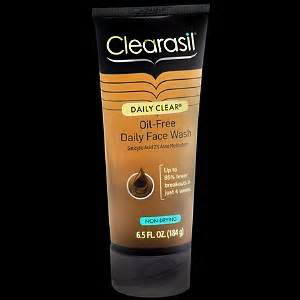 Clearasil®
DAILY CLEAR®
Oil-Free
Daily Face Wash
Salicylic Acid 2% Acne Medication
Up to
90% fewer
breakouts in
just 4 weeks.
NON-DRYING
6.5 FL. OZ. (184 g)